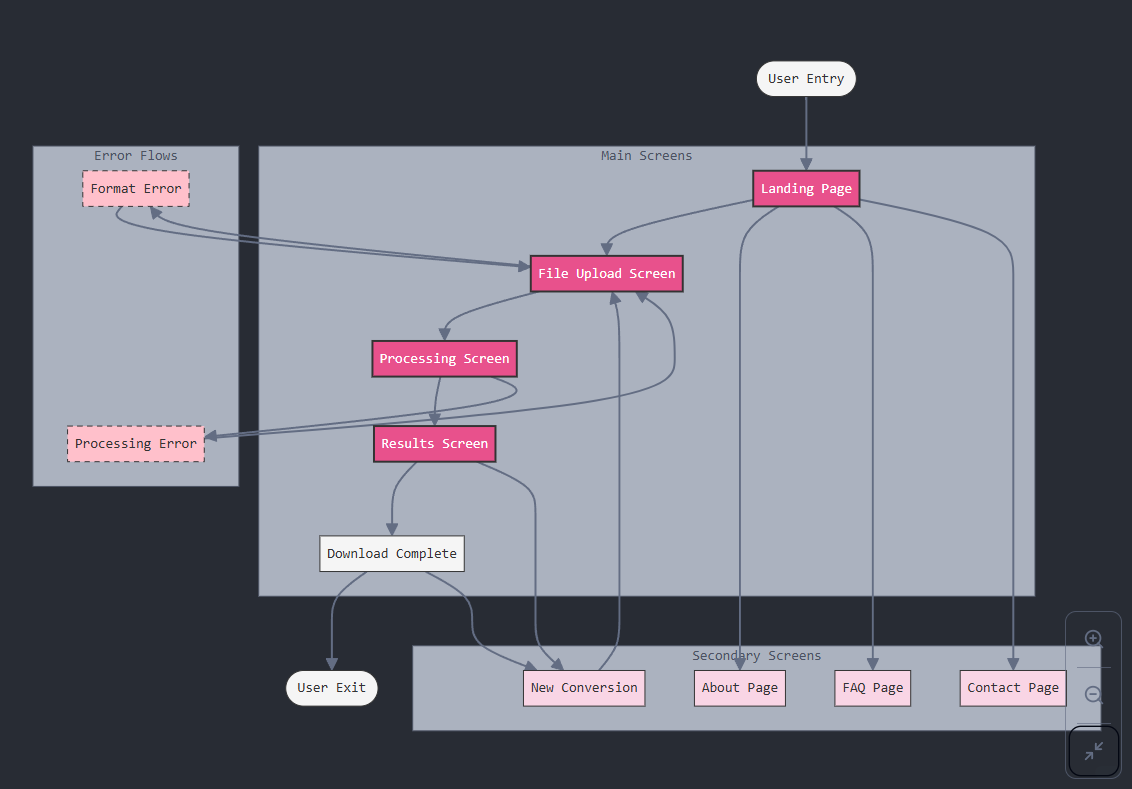 User Entry
Error Flows
Main Screens
Format Error
Landing Page
File Upload Screen
Processing Screen
Processing Error
Results Screen
Download Complete
Secondary Screens
User Exit
New Conversion
About Page
FAQ Page
Contact Page